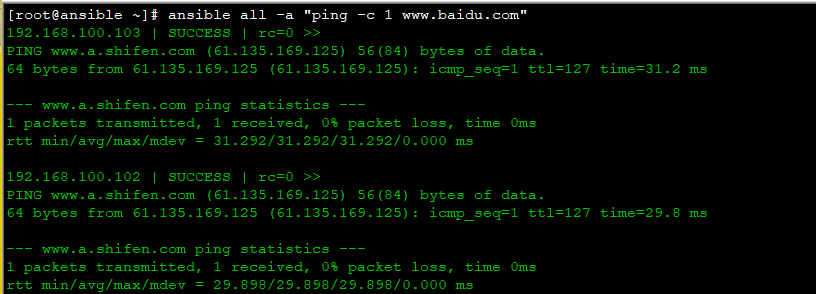 [root@ansible ~]# ansible all -a "ping -c 1 www.baidu.com"
192.168.100.103 | SUCCESS | rc=0 >>
PING www.a.shifen.com (61.135.169.125) 56(84) bytes of data.
64 bytes from 61.135.169.125 (61.135.169.125): icmp_seq=1 ttl=127 time=31.2 ms

--- www.a.shifen.com ping statistics ---
1 packets transmitted, 1 received, 0% packet loss, time 0ms
rtt min/avg/max/mdev = 31.292/31.292/31.292/0.000 ms

192.168.100.102 | SUCCESS | rc=0 >>
PING www.a.shifen.com (61.135.169.125) 56(84) bytes of data.
64 bytes from 61.135.169.125 (61.135.169.125): icmp_seq=1 ttl=127 time=29.8 ms

--- www.a.shifen.com ping statistics ---
1 packets transmitted, 1 received, 0% packet loss, time 0ms
rtt min/avg/max/mdev = 29.898/29.898/29.898/0.000 ms